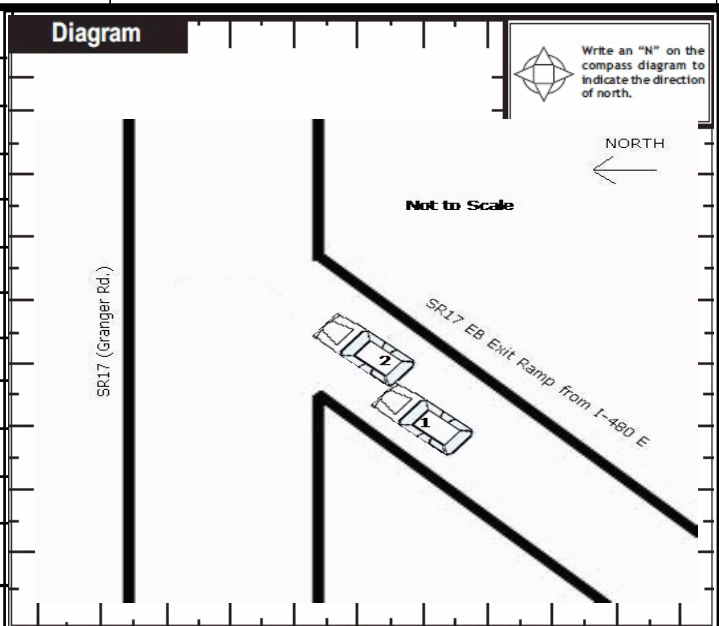 Diagram
Write an “N” on the
compass diagram to
indicate the direction
of north.
NORTH
Not to Scale
SR17 (Granger Rd.)
SR17 EB Exit Ramp from I-480 E
2
1